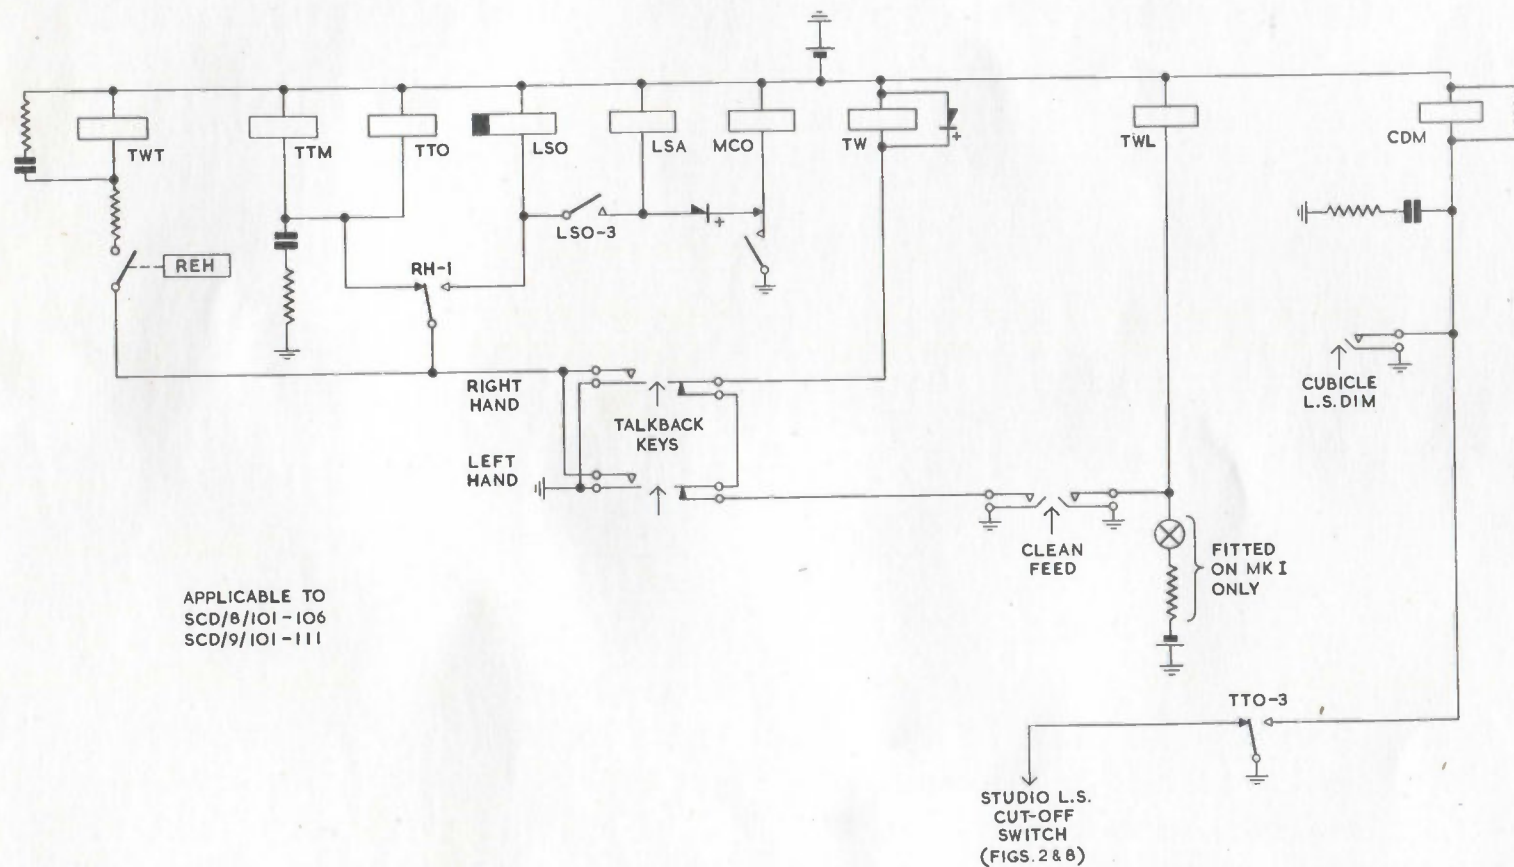 TWT
TTM
TTO
LSO
LSA
MCO
TW
TWL
CDM
+
LSO-3
+
REH
RH-1
RIGHT
HAND
TALKBACK
KEYS
LEFT
HAND
CUBICLE
L.S.DIM
CLEAN
FEED
FITTED
ON MK I
ONLY
APPLICABLE TO
SCD/8/101-106
SCD/9/101-111
TTO-3
STUDIO L.S.
CUT-OFF
SWITCH
(FIGS. 2 & 8)